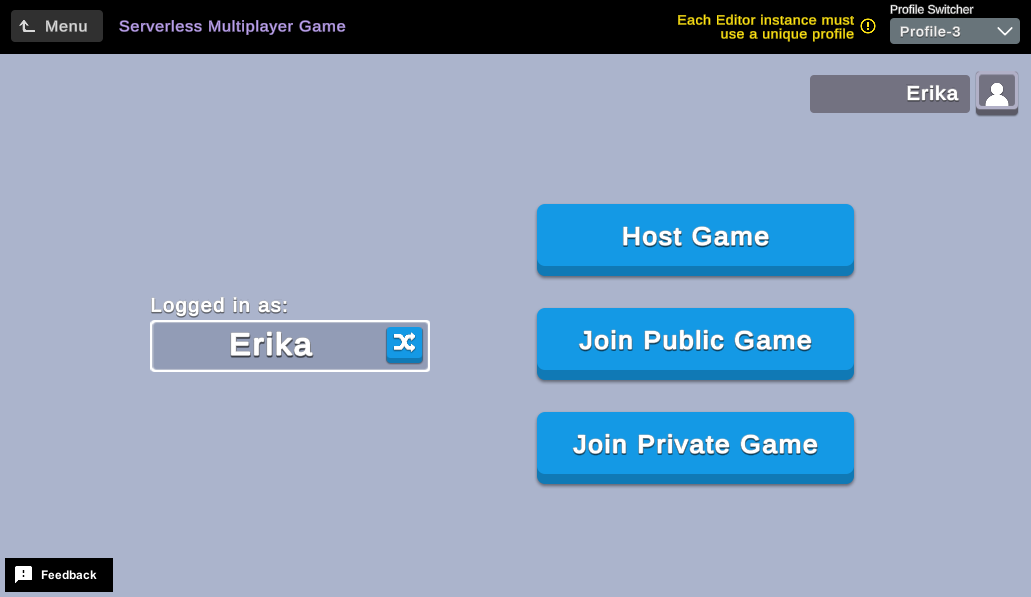 Menu
Serverless Multiplayer Game
Each Editor instance must
use a unique profile
Profile Switcher
Profile-3
Erika
Host Game
Logged in as:
Erika
Join Public Game
Join Private Game
Feedback